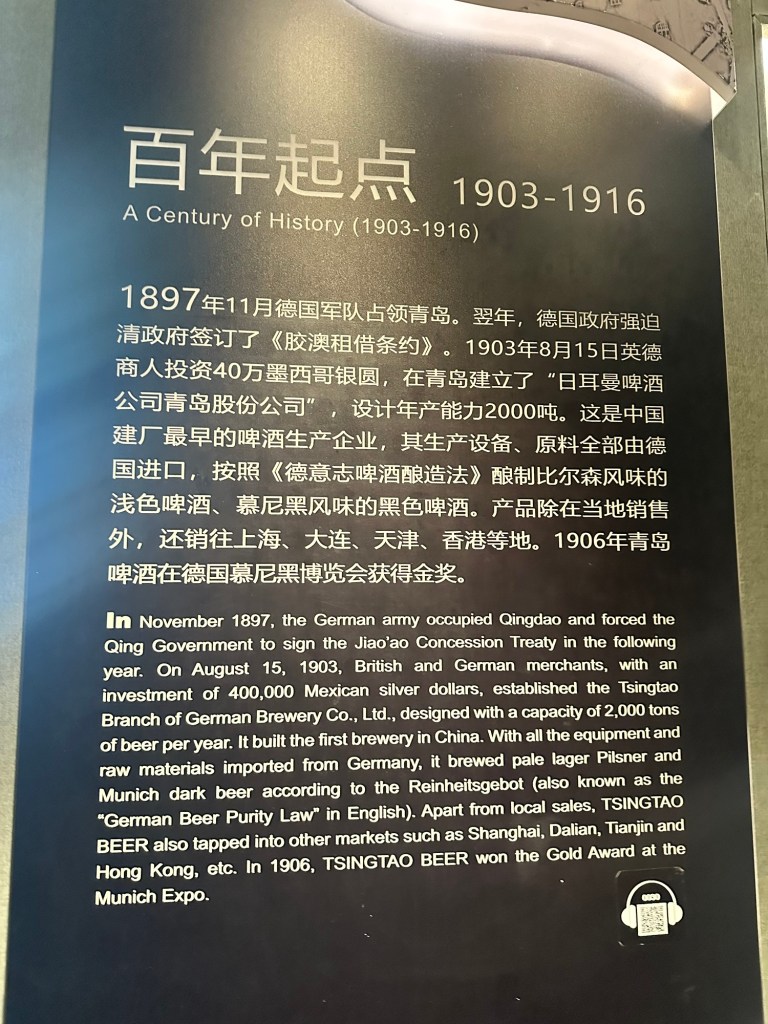 百年起点 1903-1916
A Century of History (1903-1916)
1897年11月德国军队占领青岛。翌年，德国政府强迫
清政府签订了《胶澳租借条约》。1903年8月15日英德
商人投资40万墨西哥银圆，在青岛建立了“日耳曼啤酒
公司青岛股份公司”，设计年产能力2000吨。这是中国
建厂最早的啤酒生产企业，其生产设备、原料全部由德
国进口，按照《德意志啤酒酿造法》酿制比尔森风味的
浅色啤酒、慕尼黑风味的黑色啤酒。产品除在当地销售
外，还销往上海、大连、天津、香港等地。1906年青岛
啤酒在德国慕尼黑博览会获得金奖。
In November 1897, the German army occupied Qingdao and forced the
Qing Government to sign the Jiao'ao Concession Treaty in the following
year. On August 15, 1903, British and German merchants, with an
investment of 400,000 Mexican silver dollars, established the Tsingtao
Branch of German Brewery Co., Ltd., designed with a capacity of 2,000 tons
of beer per year. It built the first brewery in China. With all the equipment and
raw materials imported from Germany, it brewed pale lager Pilsner and
Munich dark beer according to the Reinheitsgebot (also known as the
“German Beer Purity Law” in English). Apart from local sales, TSINGTAO
BEER also tapped into other markets such as Shanghai, Dalian, Tianjin and
Hong Kong, etc. In 1906, TSINGTAO BEER won the Gold Award at the
Munich Expo.